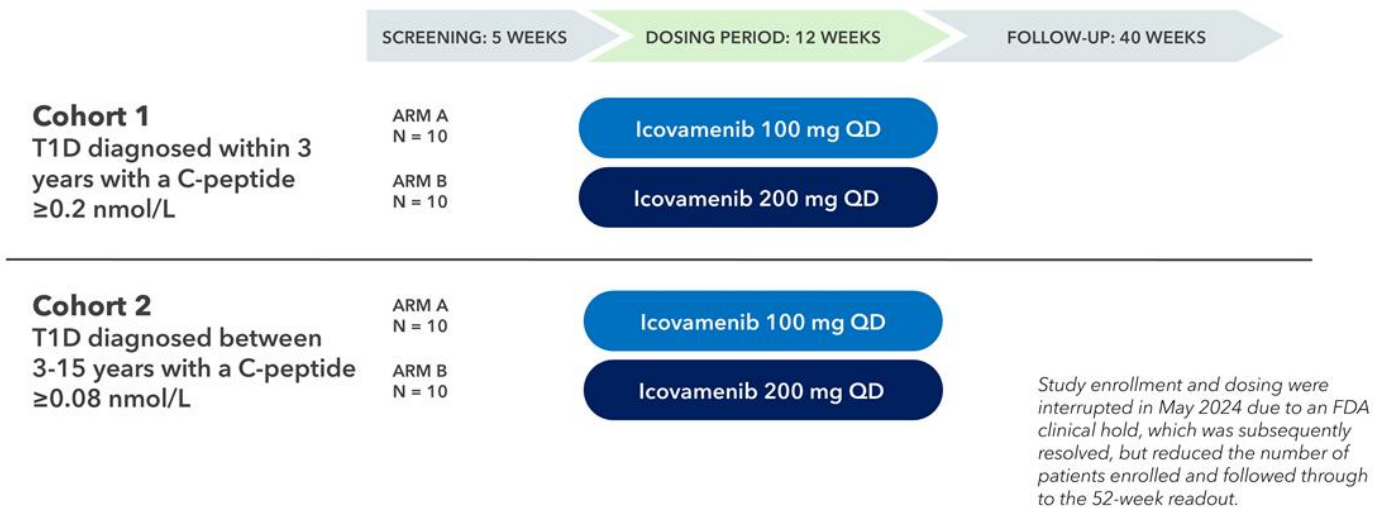 SCREENING: 5 WEEKS
DOSING PERIOD: 12 WEEKS
FOLLOW-UP: 40 WEEKS
Cohort 1
T1D diagnosed within 3
years with a C-peptide
≥0.2 nmol/L
ARM A
N = 10
Icovamenib 100 mg QD
ARM B
N = 10
Icovamenib 200 mg QD
Cohort 2
T1D diagnosed between
3-15 years with a C-peptide
≥0.08 nmol/L
ARM A
N = 10
Icovamenib 100 mg QD
ARM B
N = 10
Icovamenib 200 mg QD
Study enrollment and dosing were
interrupted in May 2024 due to an FDA
clinical hold, which was subsequently
resolved, but reduced the number of
patients enrolled and followed through
to the 52-week readout.